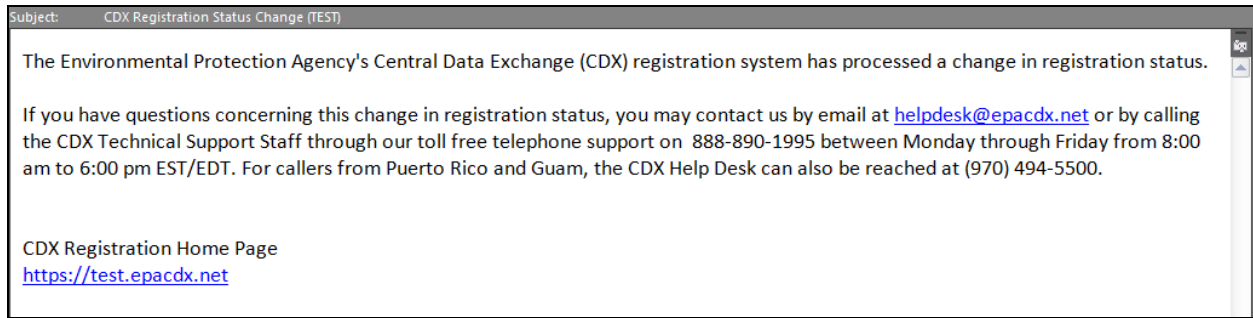 Subject: CDX Registration Status Change (TEST)
The Environmental Protection Agency's Central Data Exchange (CDX) registration system has processed a change in registration status.
If you have questions concerning this change in registration status, you may contact us by email at helpdesk@epacdx.net or by calling
the CDX Technical Support Staff through our toll free telephone support on  888-890-1995 between Monday through Friday from 8:00
am to 6:00 pm EST/EDT. For callers from Puerto Rico and Guam, the CDX Help Desk can also be reached at (970) 494-5500.
CDX Registration Home Page
https://test.epacdx.net